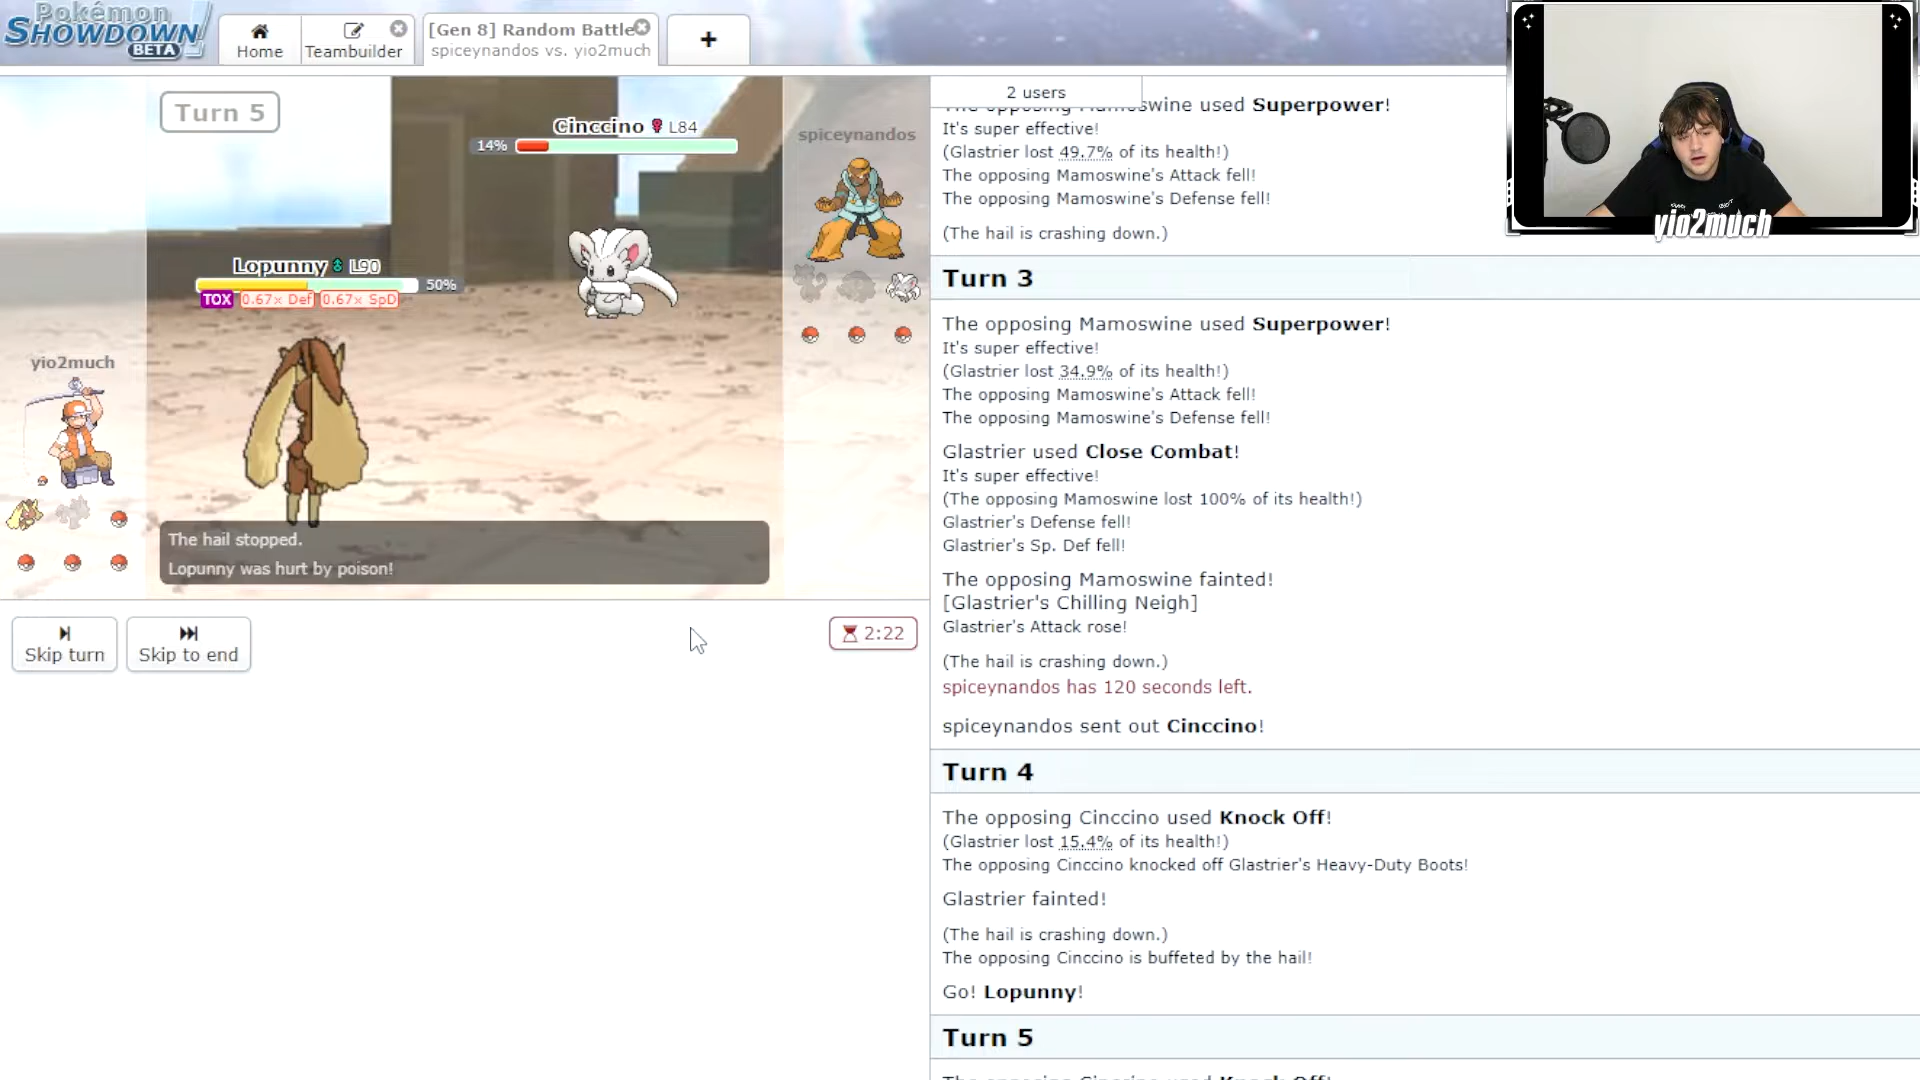 Pokémon
SHOWDOWN!
BETA
Home
Teambuilder
[Gen 8] Random Battle
spiceynandos vs. yio2much
+
Turn 5
Cinccino L84
14%
Lopunny L90
50%
TOX 0.67× Def 0.67× SpD
yio2much
spiceynandos
The hail stopped.
Lopunny was hurt by poison!
Skip turn
Skip to end
2:22
2 users
The opposing Mamoswine used Superpower!
It's super effective!
(Glastrier lost 49.7% of its health!)
The opposing Mamoswine's Attack fell!
The opposing Mamoswine's Defense fell!
(The hail is crashing down.)
Turn 3
The opposing Mamoswine used Superpower!
It's super effective!
(Glastrier lost 34.9% of its health!)
The opposing Mamoswine's Attack fell!
The opposing Mamoswine's Defense fell!
Glastrier used Close Combat!
It's super effective!
(The opposing Mamoswine lost 100% of its health!)
Glastrier's Defense fell!
Glastrier's Sp. Def fell!
The opposing Mamoswine fainted!
[Glastrier's Chilling Neigh]
Glastrier's Attack rose!
(The hail is crashing down.)
spiceynandos has 120 seconds left.
spiceynandos sent out Cinccino!
Turn 4
The opposing Cinccino used Knock Off!
(Glastrier lost 15.4% of its health!)
The opposing Cinccino knocked off Glastrier's Heavy-Duty Boots!
Glastrier fainted!
(The hail is crashing down.)
The opposing Cinccino is buffeted by the hail!
Go! Lopunny!
Turn 5
The opposing Cinccino used Knock Off!
yio2much